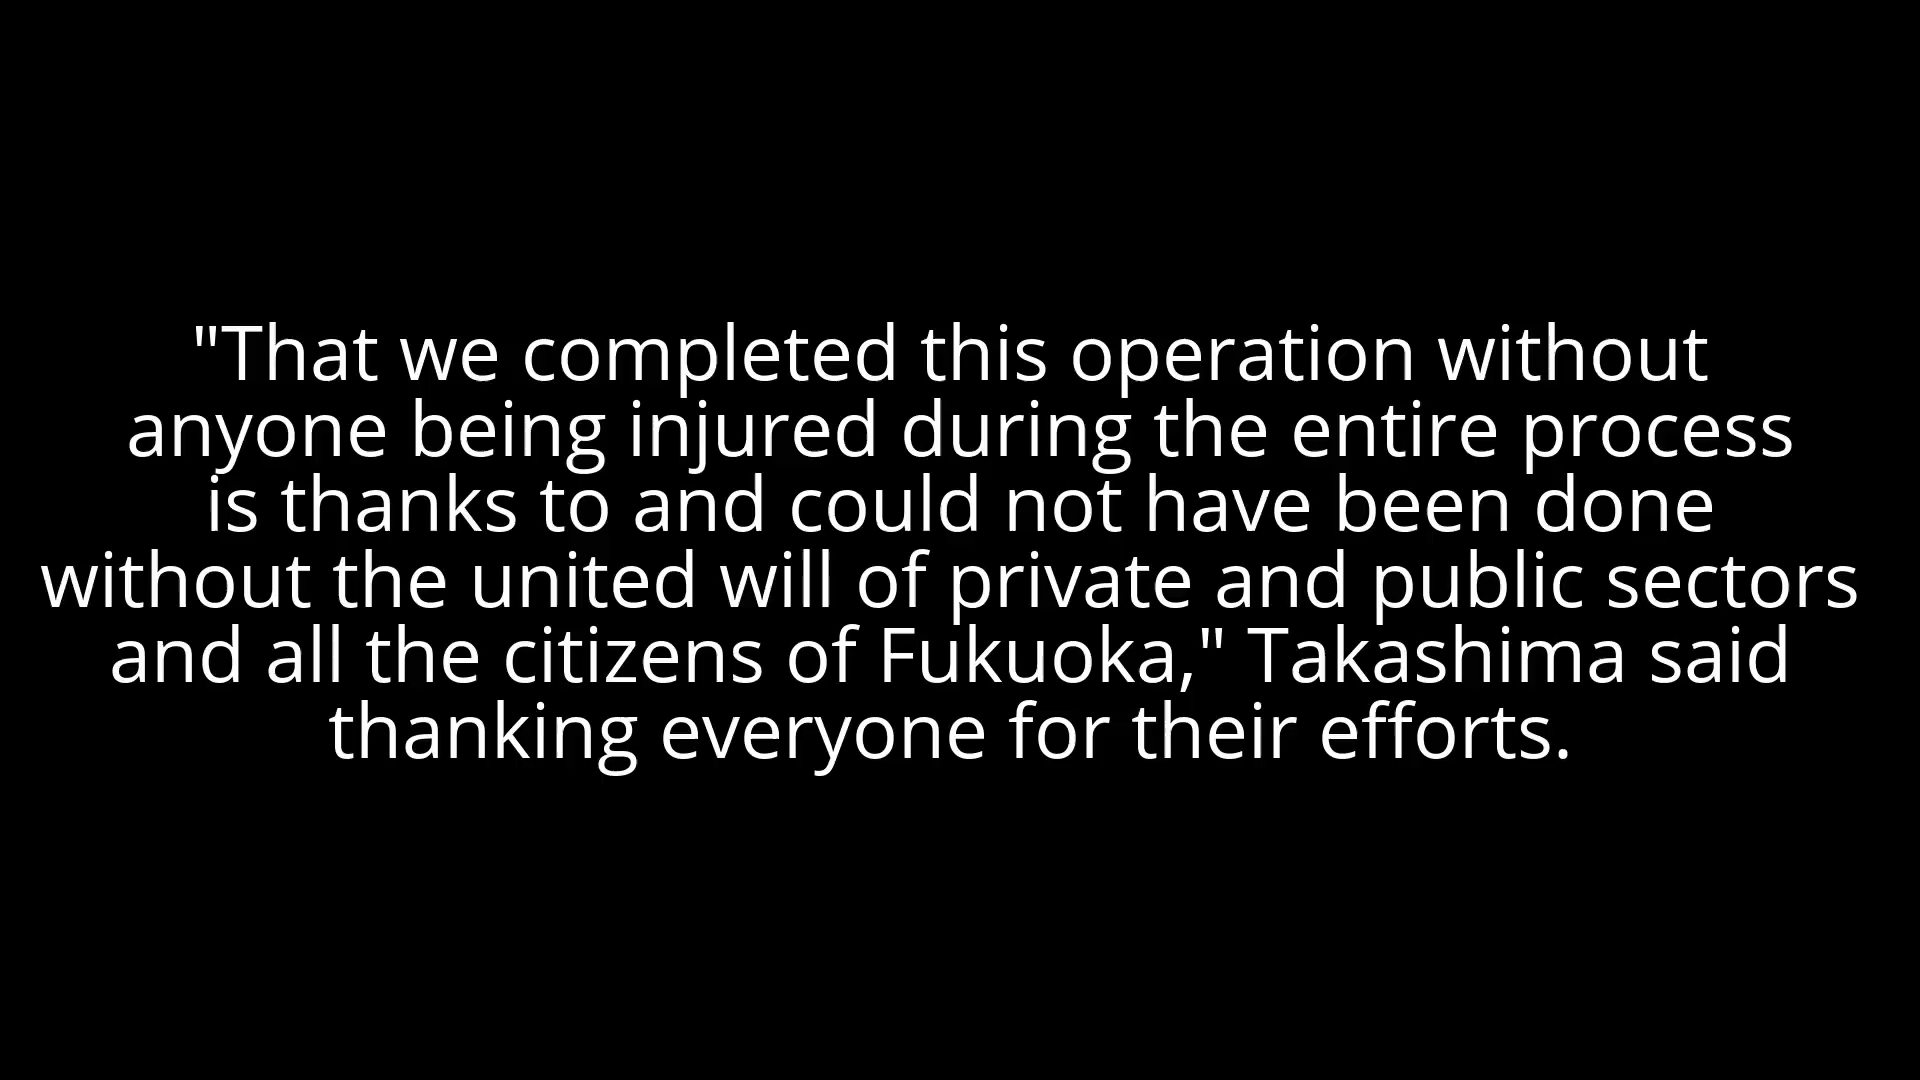 "That we completed this operation without
anyone being injured during the entire process
is thanks to and could not have been done
without the united will of private and public sectors
and all the citizens of Fukuoka," Takashima said
thanking everyone for their efforts.